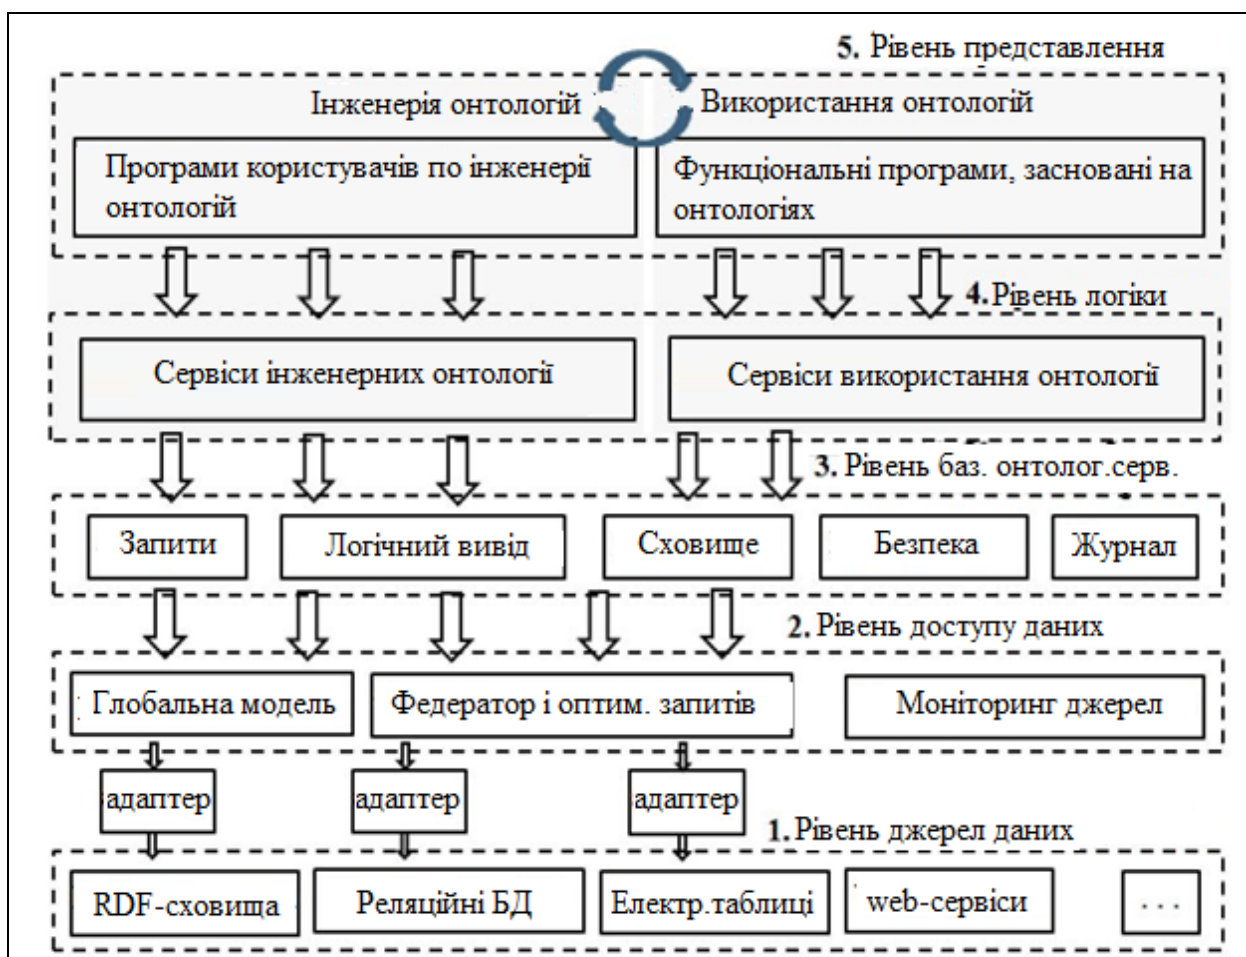 5. Рівень представлення
Інженерія онтологій
Використання онтологій
Програми користувачів по інженерії
онтологій
Функціональні програми, засновані на
онтологіях
4. Рівень логіки
Сервіси інженерних онтології
Сервіси використання онтології
3. Рівень баз. онтолог.серв.
Запити
Логічний вивід
Сховище
Безпека
Журнал
2. Рівень доступу даних
Глобальна модель
Федератор і оптим. запитів
Моніторинг джерел
адаптер
адаптер
адаптер
1. Рівень джерел даних
RDF-сховища
Реляційні БД
Електр.таблиці
web-сервіси
...